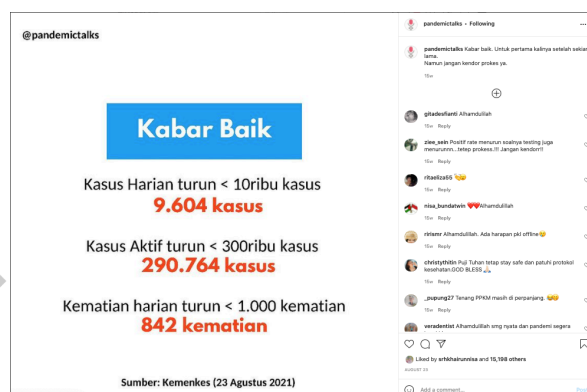 @pandemictalks
Kabar Baik
Kasus Harian turun < 10ribu kasus
9.604 kasus
Kasus Aktif turun < 300ribu kasus
290.764 kasus
Kematian harian turun < 1.000 kematian
842 kematian
Sumber: Kemenkes (23 Agustus 2021)
pandemictalks • Following
pandemictalks Kabar baik. Untuk pertama kalinya setelah sekian
lama.
Namun jangan kendor prokes ya.
15w
gitadesfianti Alhamdulillah
15w Reply
ziee_sein Positif rate menurun soalnya testing juga
menurunnn...tetep prokess.!!! Jangan kendorr!!
15w Reply
ritaeliza65
15w Reply
nisa_bundatwin Alhamdulillah
15w Reply
rirismr Alhamdulillah. Ada harapan pkl offline
15w Reply
christythitin Puji Tuhan tetap stay safe dan patuhi protokol
kesehatan.GOD BLESS
15w Reply
_pupung27 Tenang PPKM masih di perpanjang.
15w Reply
veradentist Alhamdulillah smg nyata dan pandemi segera
Liked by srhkhairunnisa and 15,198 others
AUGUST 23
Add a comment...
Post